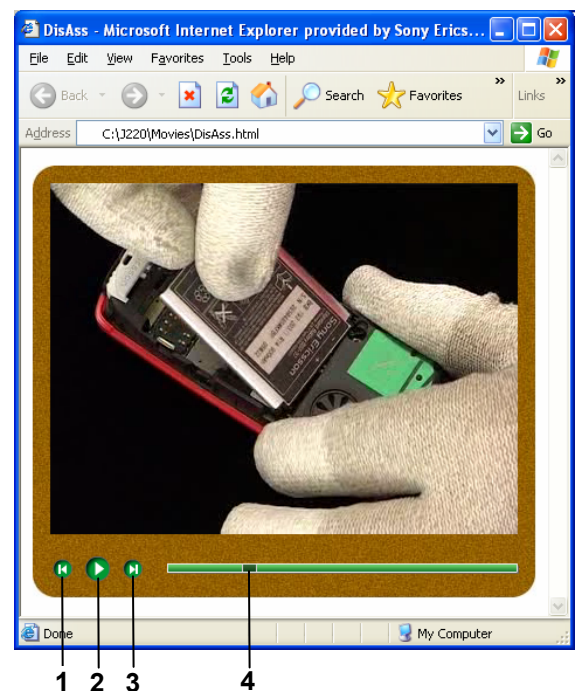 DisAss - Microsoft Internet Explorer provided by Sony Erics...
File Edit View Favorites Tools Help
Back Search Favorites » Links »
Address C:\J220\Movies\DisAss.html Go
Sony Ericsson
Done My Computer
1 2 3 4